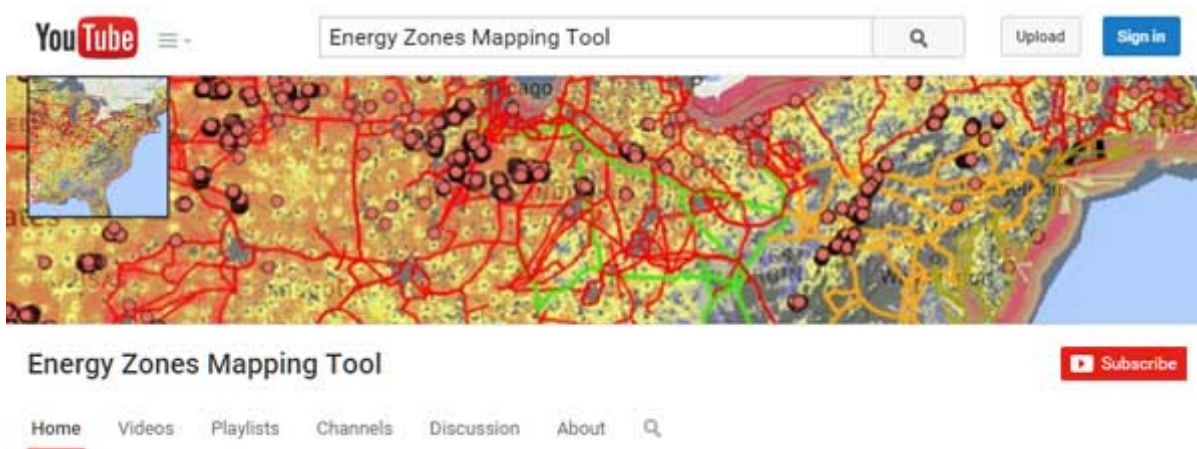 YouTube Energy Zones Mapping Tool Upload Sign in
Energy Zones Mapping Tool
Subscribe
Home Videos Playlists Channels Discussion About